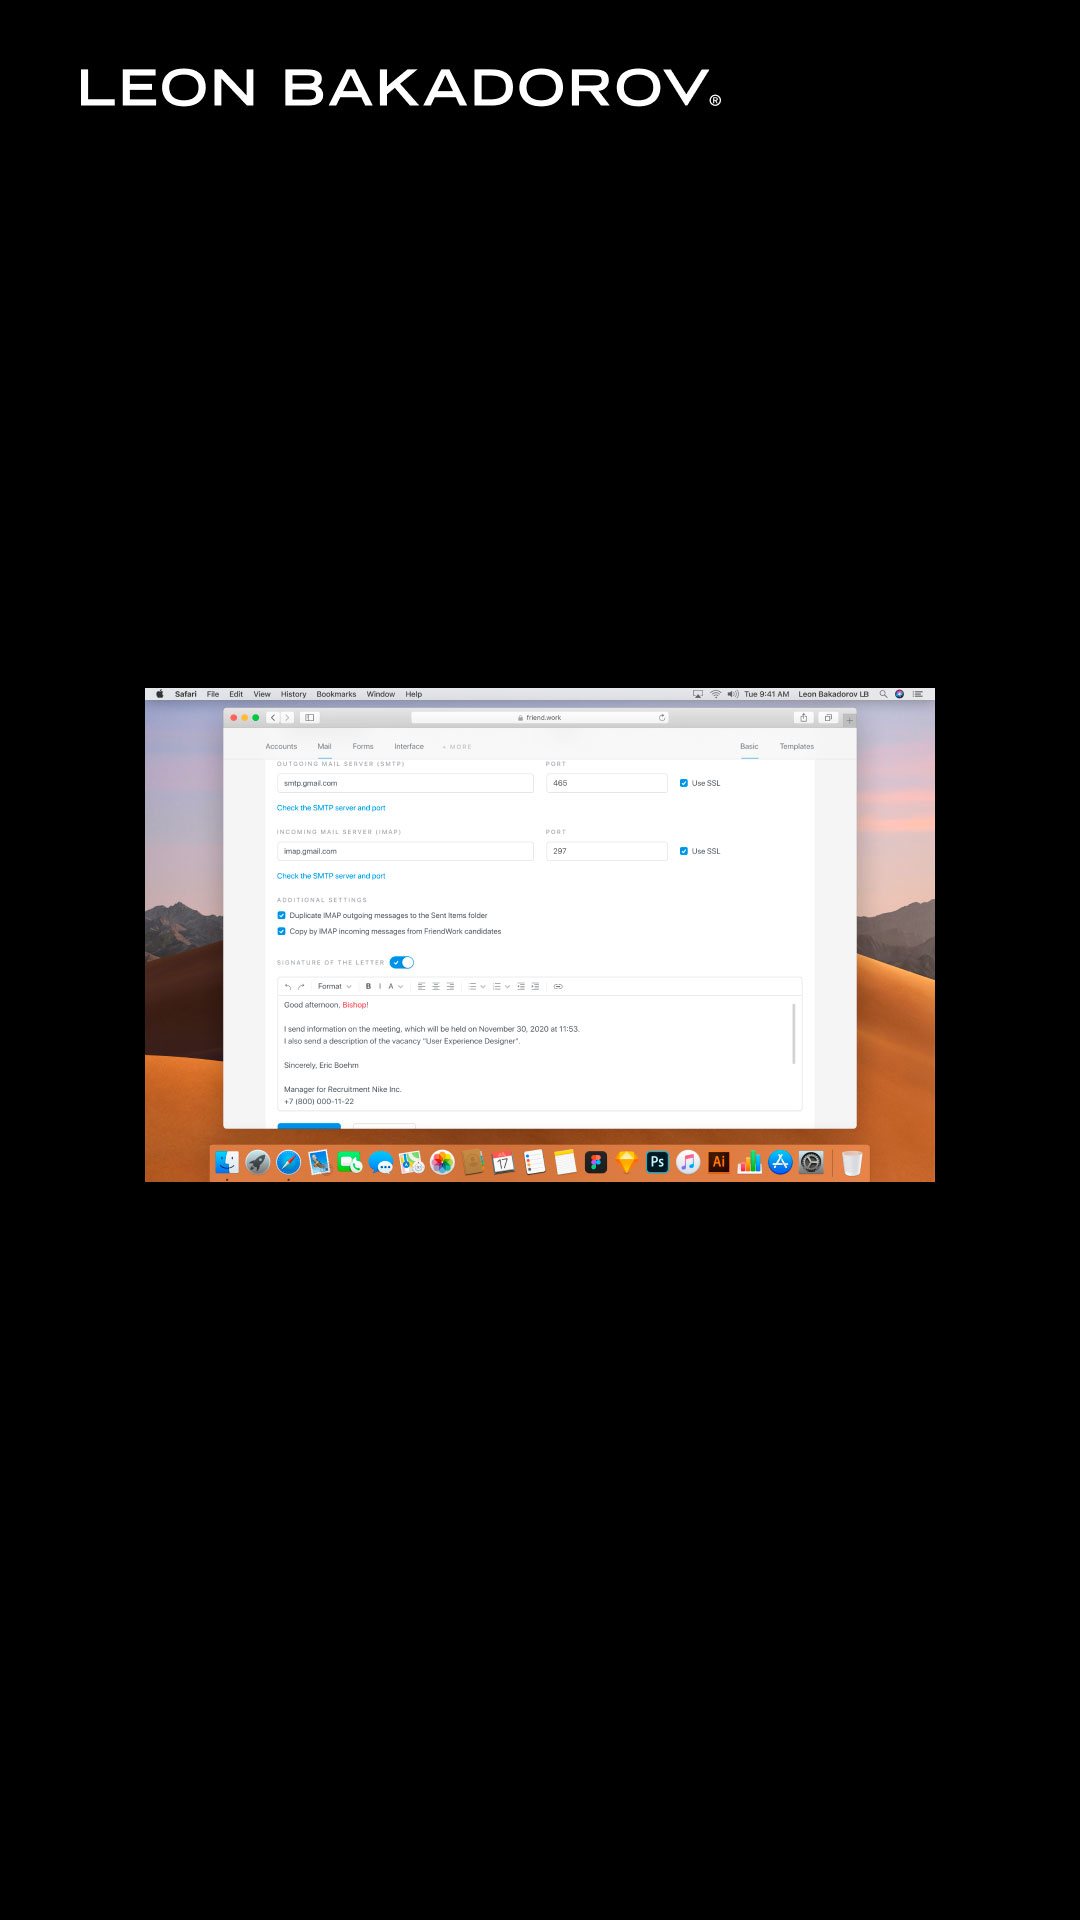 LEON BAKADOROV®
Safari File Edit View History Bookmarks Window Help Tue 9:41 AM Leon Bakadorov LB
friend.work
Accounts Mail Forms Interface + MORE Basic Templates
OUTGOING MAIL SERVER (SMTP) PORT
smtp.gmail.com 465 Use SSL
Check the SMTP server and port
INCOMING MAIL SERVER (IMAP) PORT
imap.gmail.com 297 Use SSL
Check the SMTP server and port
ADDITIONAL SETTINGS
Duplicate IMAP outgoing messages to the Sent Items folder
Copy by IMAP incoming messages from FriendWork candidates
SIGNATURE OF THE LETTER
Format B I A
Good afternoon, Bishop!
I send information on the meeting, which will be held on November 30, 2020 at 11:53.
I also send a description of the vacancy "User Experience Designer".
Sincerely, Eric Boehm
Manager for Recruitment Nike Inc.
+7 (800) 000-11-22
17 Ps Ai